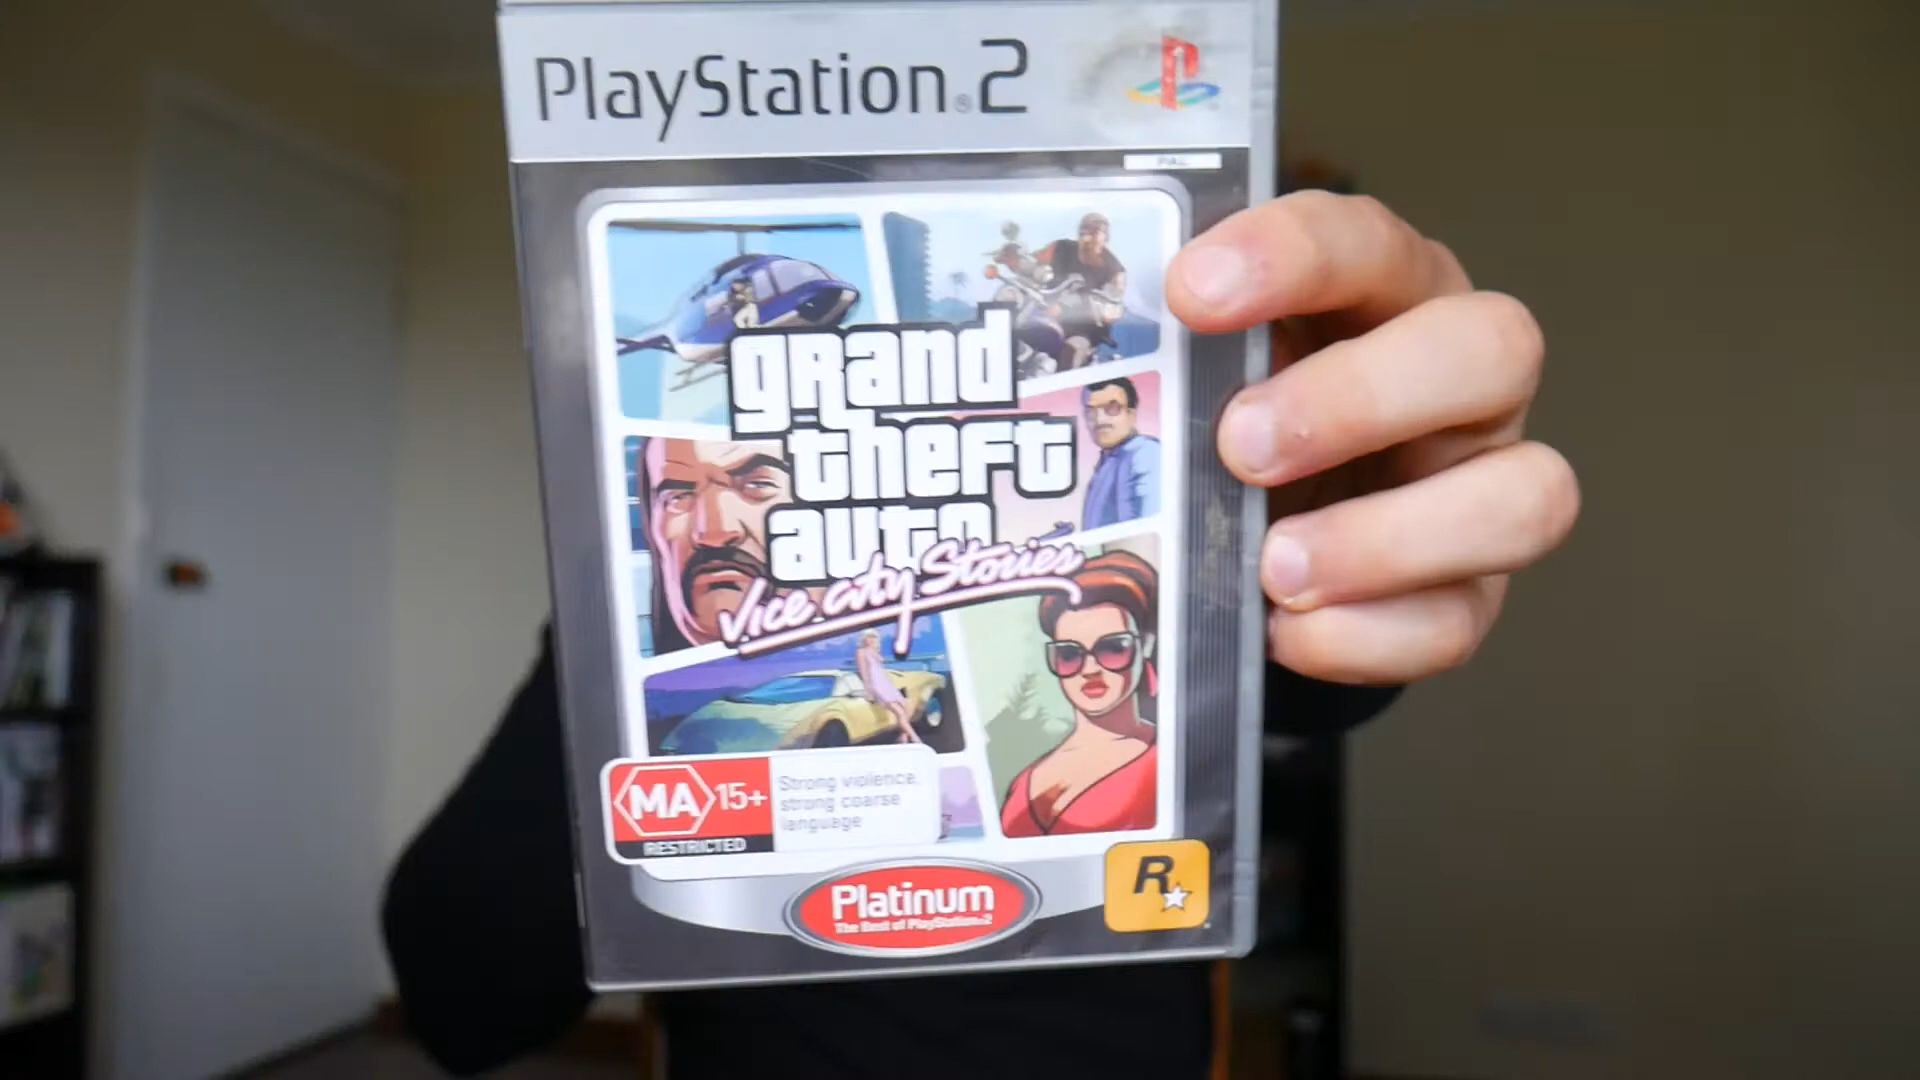 PlayStation®2
PAL
grand
theft
auto
Vice City Stories
MA 15+
RESTRICTED
Strong violence,
strong coarse
language
Platinum
The Best of PlayStation®2
R